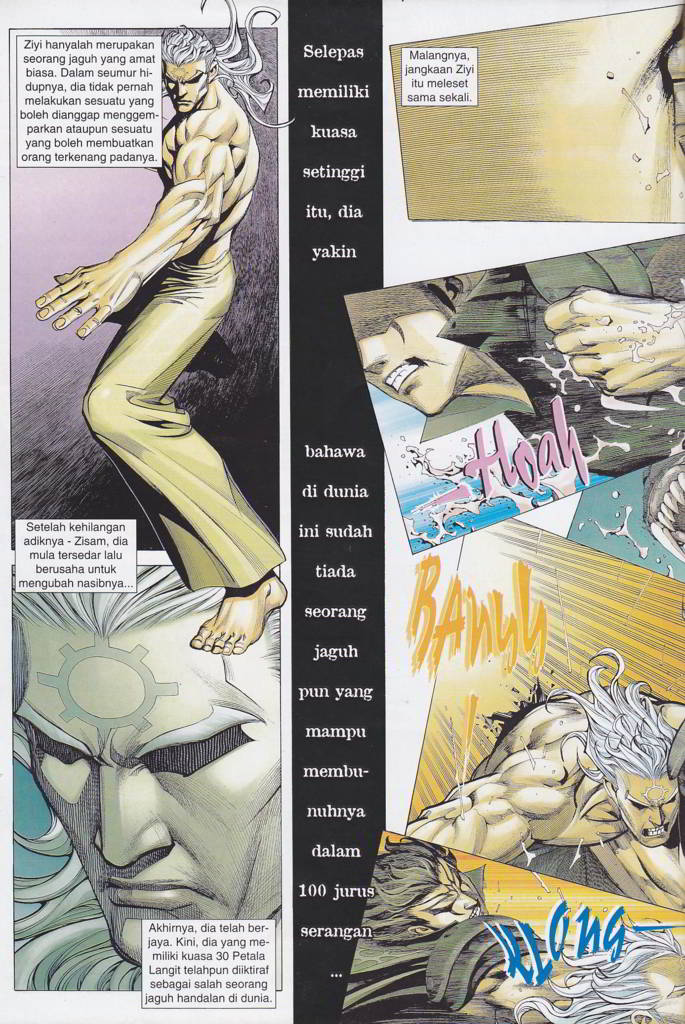 Ziyi hanyalah merupakan
seorang jaguh yang amat
biasa. Dalam seumur hi-
dupnya, dia tidak pernah
melakukan sesuatu yang
boleh dianggap menggem-
parkan ataupun sesuatu
yang boleh membuatkan
orang terkenang padanya.
Setelah kehilangan
adiknya - Zisam, dia
mula tersedar lalu
berusaha untuk
mengubah nasibnya...
Akhirnya, dia telah ber-
jaya. Kini, dia yang me-
miliki kuasa 30 Petala
Langit telahpun diiktiraf
sebagai salah seorang
jaguh handalan di dunia.
Selepas
memiliki
kuasa
setinggi
itu, dia
yakin
bahawa
di dunia
ini sudah
tiada
seorang
jaguh
pun yang
mampu
membu-
nuhnya
dalam
100 jurus
serangan
...
Malangnya,
jangkaan Ziyi
itu meleset
sama sekali.
Hoah
BANYY
!
KLONG